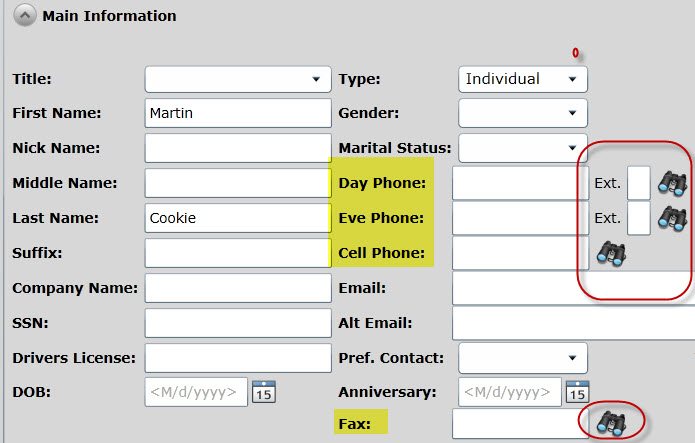 Main Information
Title: Type: Individual
First Name: Martin Gender:
Nick Name: Marital Status:
Middle Name: Day Phone: Ext.
Last Name: Cookie Eve Phone: Ext.
Suffix: Cell Phone:
Company Name: Email:
SSN: Alt Email:
Drivers License: Pref. Contact:
DOB: <M/d/yyyy> 15 Anniversary: <M/d/yyyy> 15
Fax: